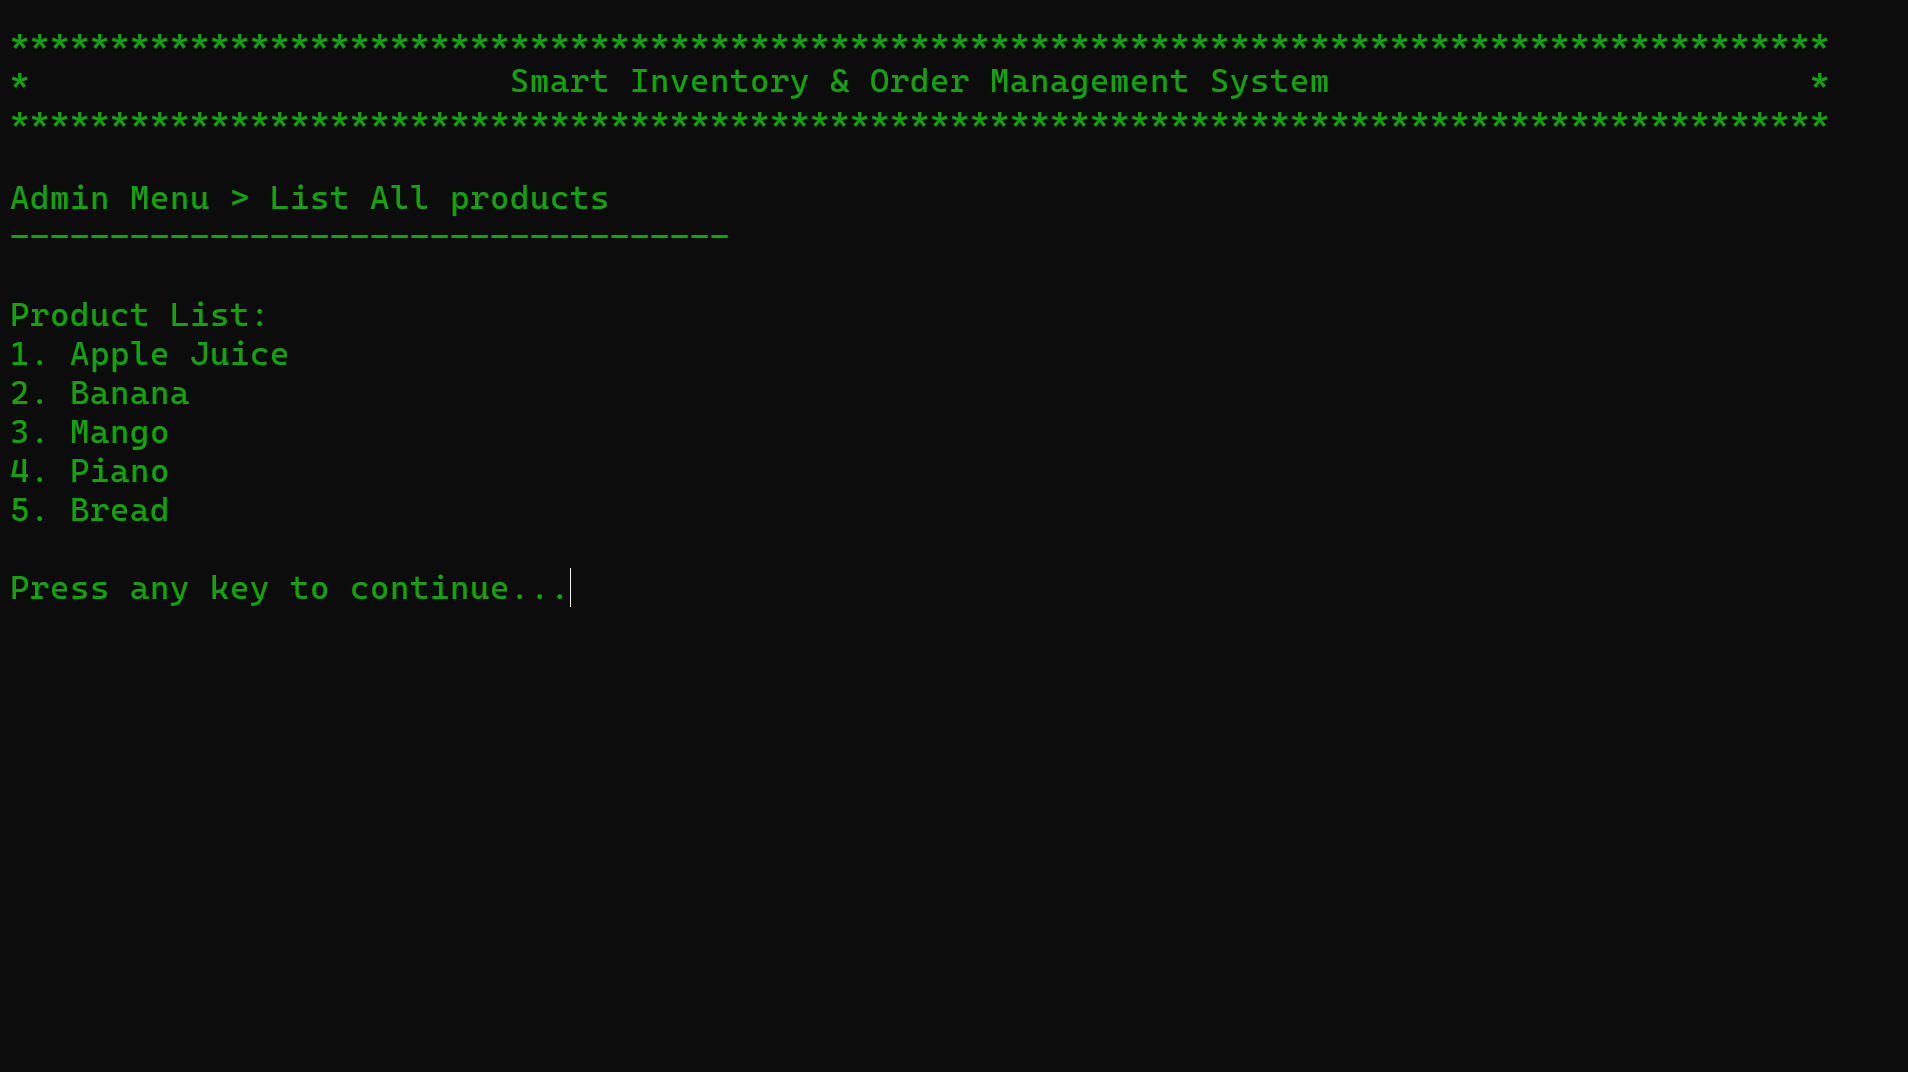 *******************************************************************************************
*                        Smart Inventory & Order Management System                        *
*******************************************************************************************
Admin Menu > List All products
------------------------------------
Product List:
1. Apple Juice
2. Banana
3. Mango
4. Piano
5. Bread
Press any key to continue...